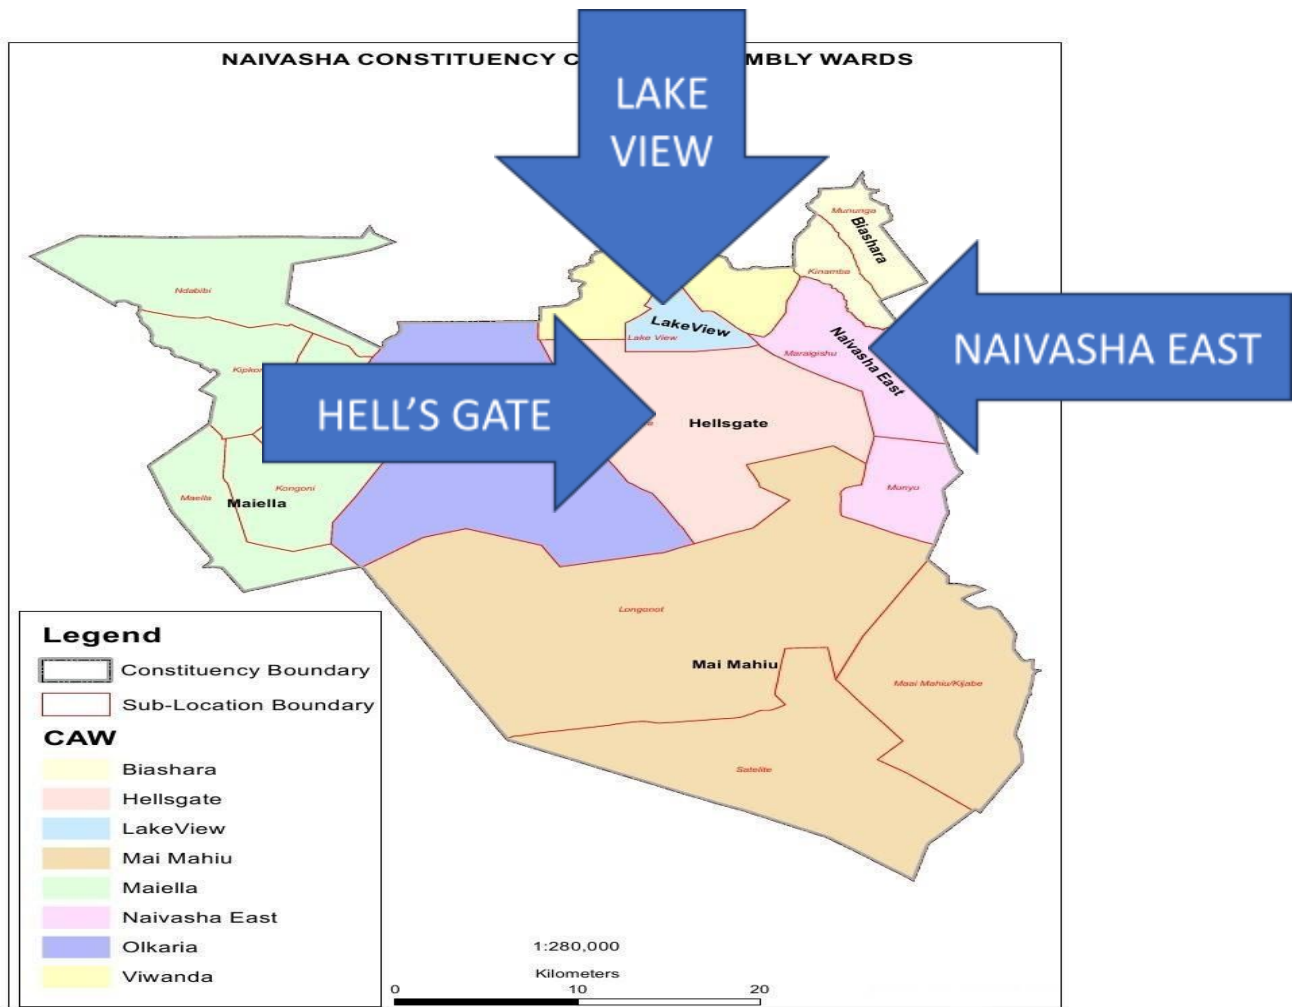 NAIVASHA CONSTITUENCY C MBLY WARDS
LAKE
VIEW
Mununga
Biashara
Kinamba
Ndabibi
LakeView
Lake View
Maraigishu
Naivasha East
NAIVASHA EAST
HELL'S GATE
Hellsgate
Kongoni
Maella
Maiella
Munyu
Longonot
Mai Mahiu
Maai Mahiu/Kijabe
Satelite
Legend
Constituency Boundary
Sub-Location Boundary
CAW
Biashara
Hellsgate
LakeView
Mai Mahiu
Maiella
Naivasha East
Olkaria
Viwanda
1:280,000
Kilometers
0 10 20